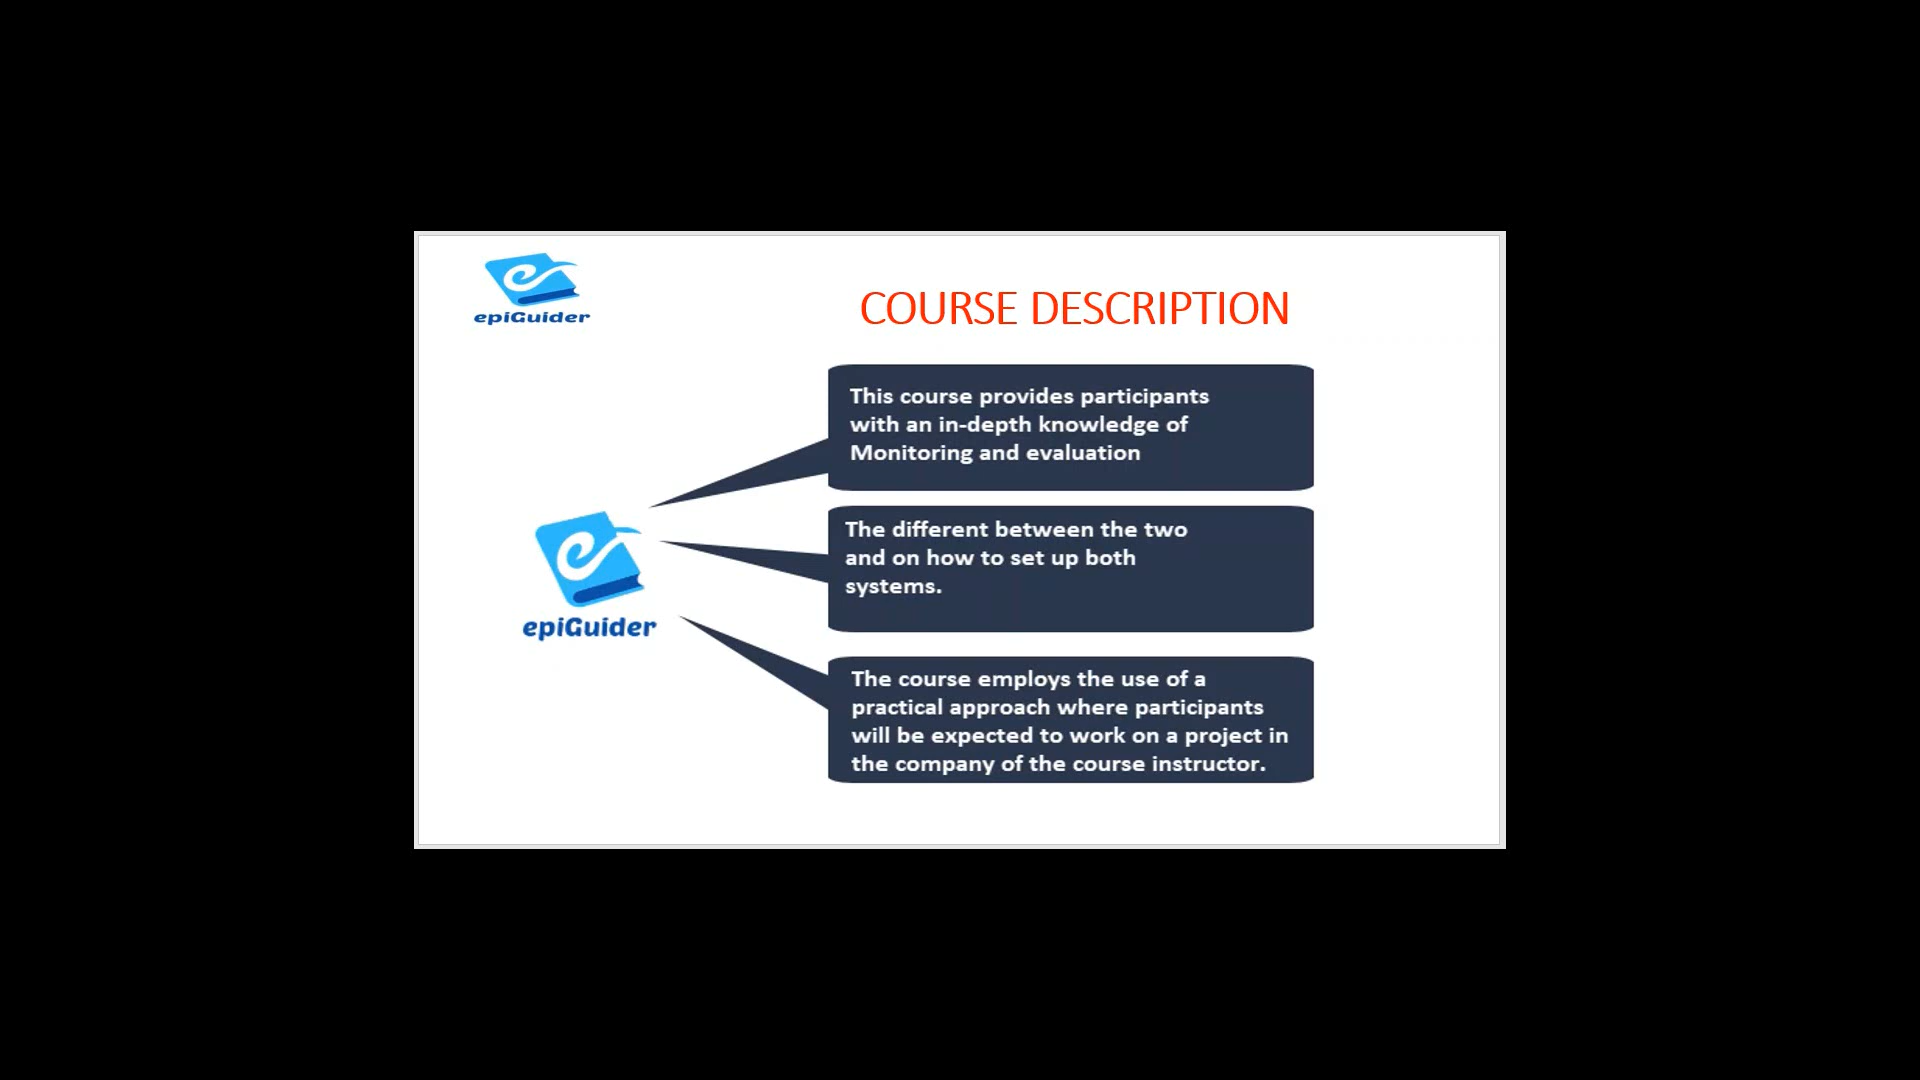 epiGuider
COURSE DESCRIPTION
This course provides participants
with an in-depth knowledge of
Monitoring and evaluation
The different between the two
and on how to set up both
systems.
epiGuider
The course employs the use of a
practical approach where participants
will be expected to work on a project in
the company of the course instructor.